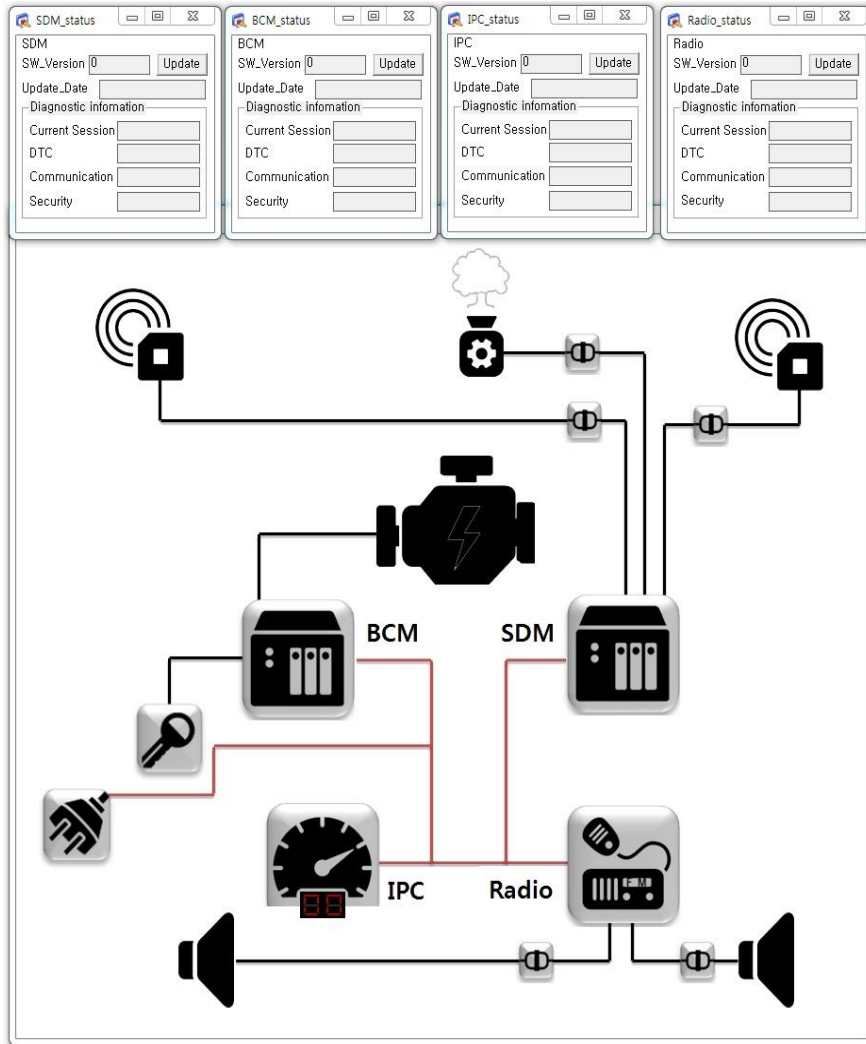 SDM_status
SDM
SW_Version 0 Update
Update_Date
Diagnostic infomation
Current Session
DTC
Communication
Security
BCM_status
BCM
SW_Version 0 Update
Update_Date
Diagnostic infomation
Current Session
DTC
Communication
Security
IPC_status
IPC
SW_Version 0 Update
Update_Date
Diagnostic infomation
Current Session
DTC
Communication
Security
Radio_status
Radio
SW_Version 0 Update
Update_Date
Diagnostic infomation
Current Session
DTC
Communication
Security
BCM
SDM
IPC
Radio
FM